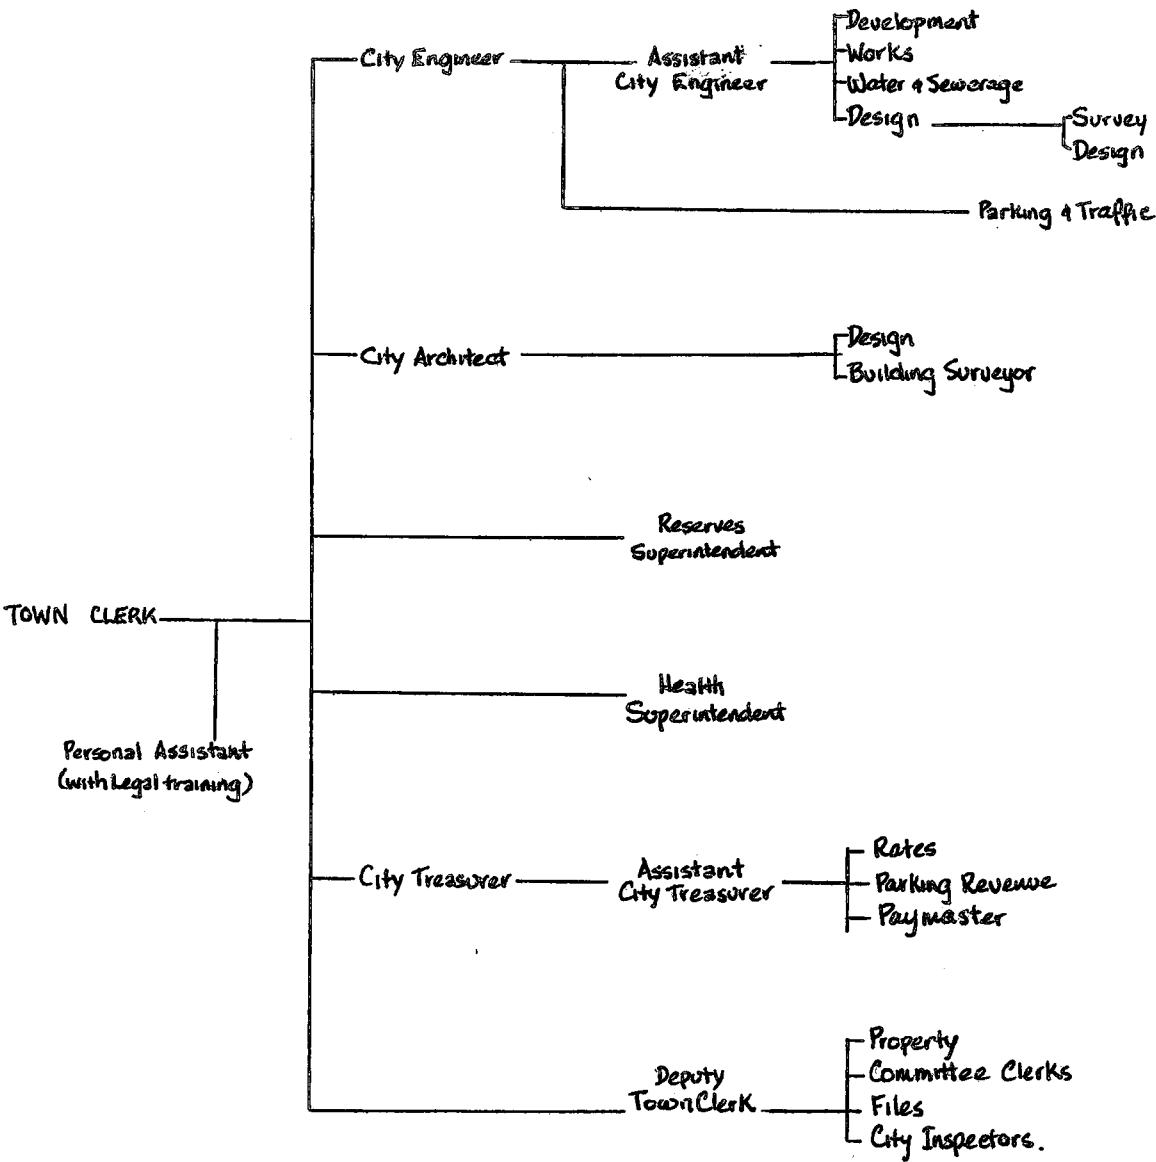 Development
City Engineer
Assistant
City Engineer
Works
Water & Sewerage
Design
Survey
Design
Parking & Traffic
City Architect
Design
Building Surveyor
Reserves
Superintendent
TOWN CLERK
Health
Superintendent
Personal Assistant
(with Legal training)
City Treasurer
Assistant
City Treasurer
Rates
Parking Revenue
Paymaster
Deputy
Town Clerk
Property
Committee Clerks
Files
City Inspectors.